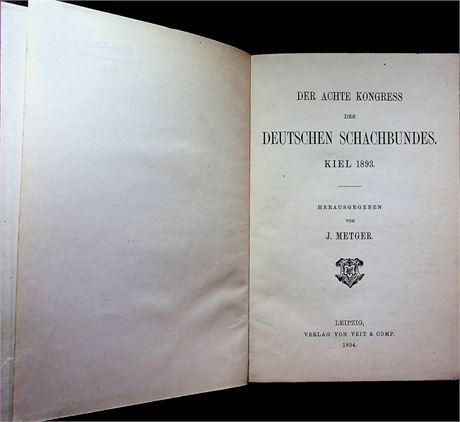 DER ACHTE KONGRESS
DES
DEUTSCHEN SCHACHBUNDES.
KIEL 1893.
HERAUSGEGEBEN
VON
J. METGER.
LEIPZIG,
VERLAG VON VEIT & COMP.
1894.